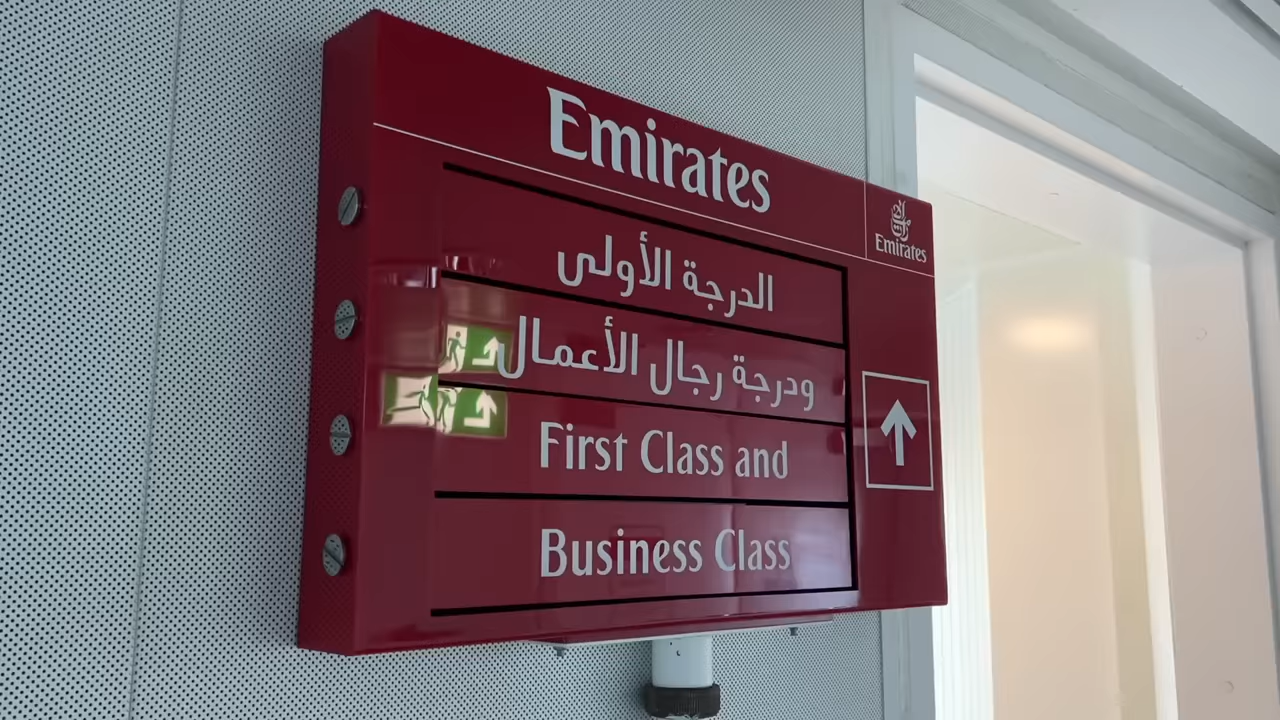 Emirates
Emirates
الدرجة الأولى
ودرجة رجال الأعمال
First Class and
Business Class